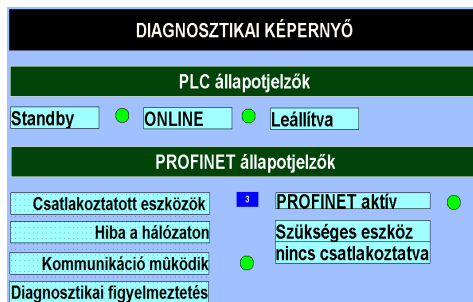 DIAGNOSZTIKAI KÉPERNYŐ
PLC állapotjelzők
Standby ONLINE Leállítva
PROFINET állapotjelzők
Csatlakoztatott eszközök 3 PROFINET aktív
Hiba a hálózaton Szükséges eszköz
nincs csatlakoztatva
Kommunikáció mûködik
Diagnosztikai figyelmeztetés